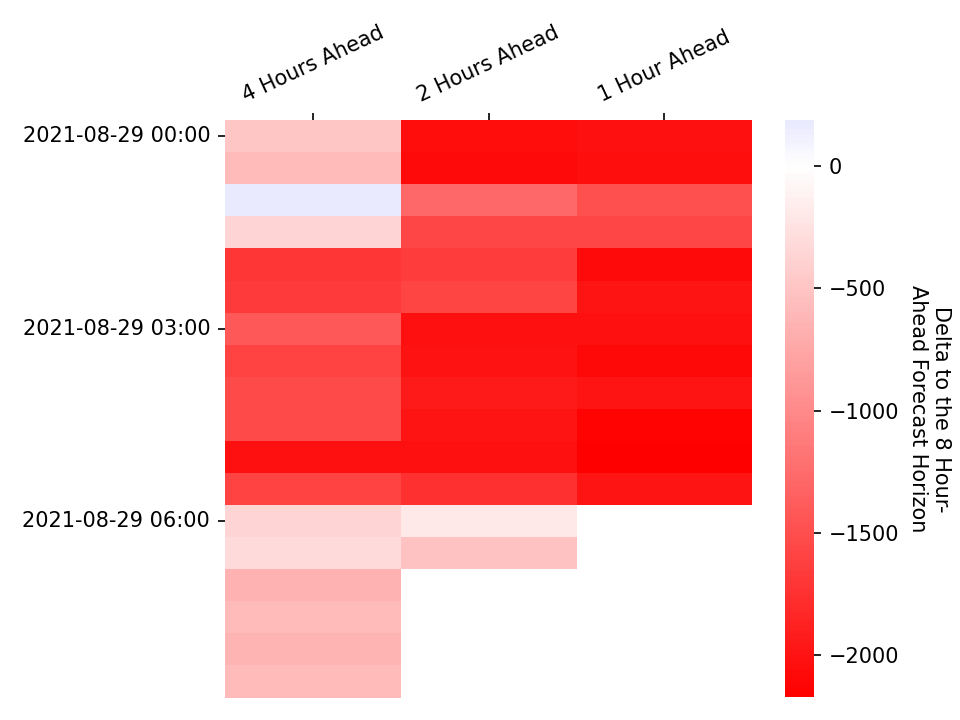 4 Hours Ahead
2 Hours Ahead
1 Hour Ahead
2021-08-29 00:00
2021-08-29 03:00
2021-08-29 06:00
0
−500
−1000
−1500
−2000
Delta to the 8 Hour-
Ahead Forecast Horizon